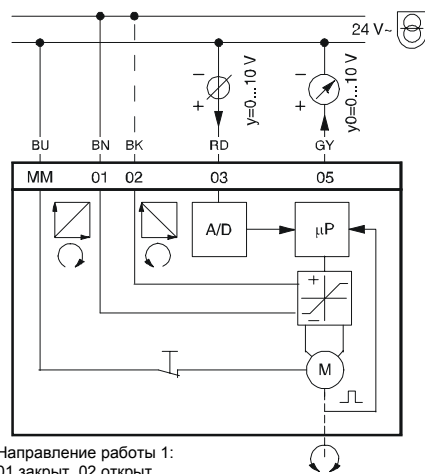 24 V~
y=0...10 V
y0=0...10 V
−
+
−
+
BU BN BK RD GY
MM 01 02 03 05
A/D
µP
+
−
M
Направление работы 1:
01 закрыт, 02 открыт